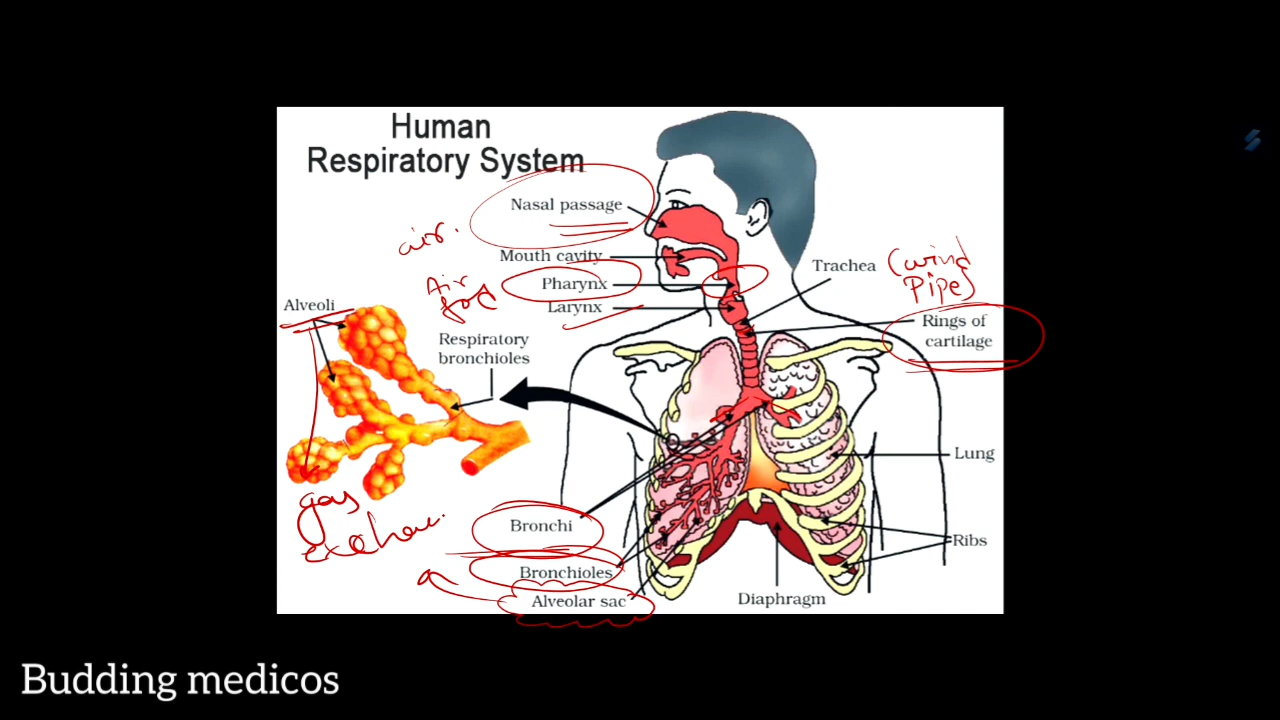 Human
Respiratory System
Nasal passage
air.
Mouth cavity
Trachea
(wind
Pipe)
Air
Pharynx
food
Larynx
Alveoli
Rings of
cartilage
Respiratory
bronchioles
Lung
gas
Bronchi
Ribs
Bronchioles
Alveolar sac
Diaphragm
Budding medicos